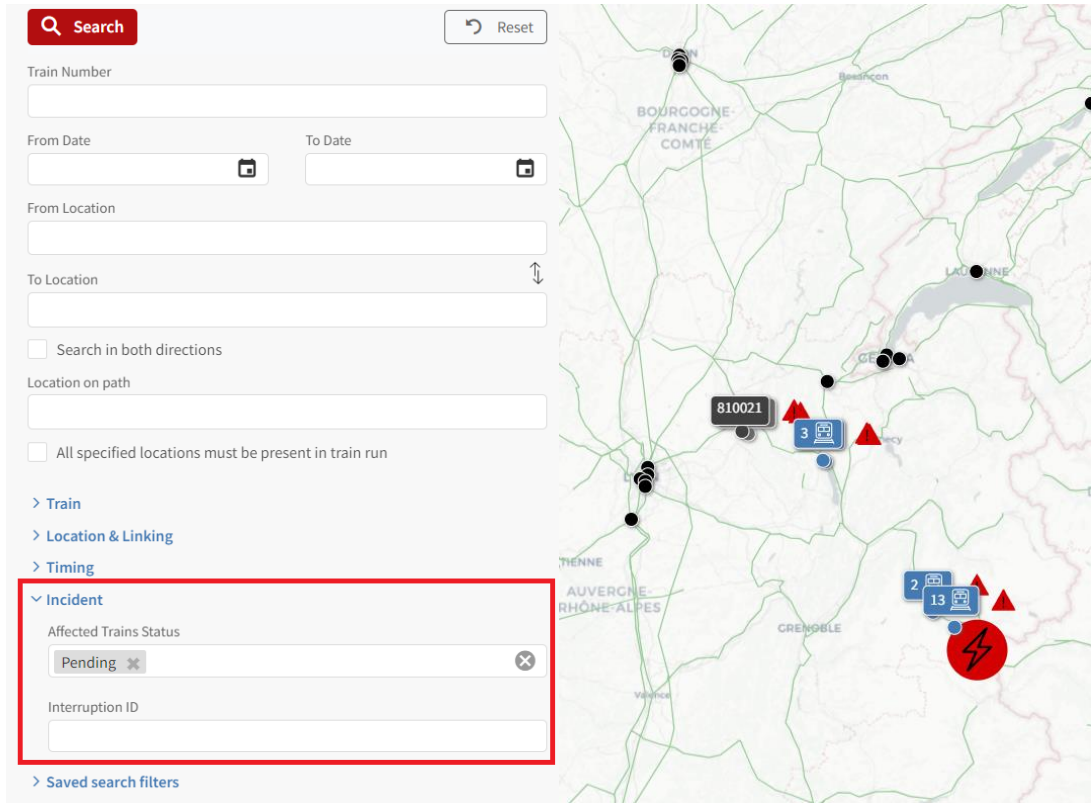 Search
Reset
Train Number
From Date
To Date
From Location
To Location
Search in both directions
Location on path
All specified locations must be present in train run
Train
Location & Linking
Timing
Incident
Affected Trains Status
Pending
Interruption ID
Saved search filters
Besançon
BOURGOGNE-
FRANCHE-
COMTÉ
810021
3
AUVERGNE-
RHÔNE-ALPES
2
13
GRENOBLE